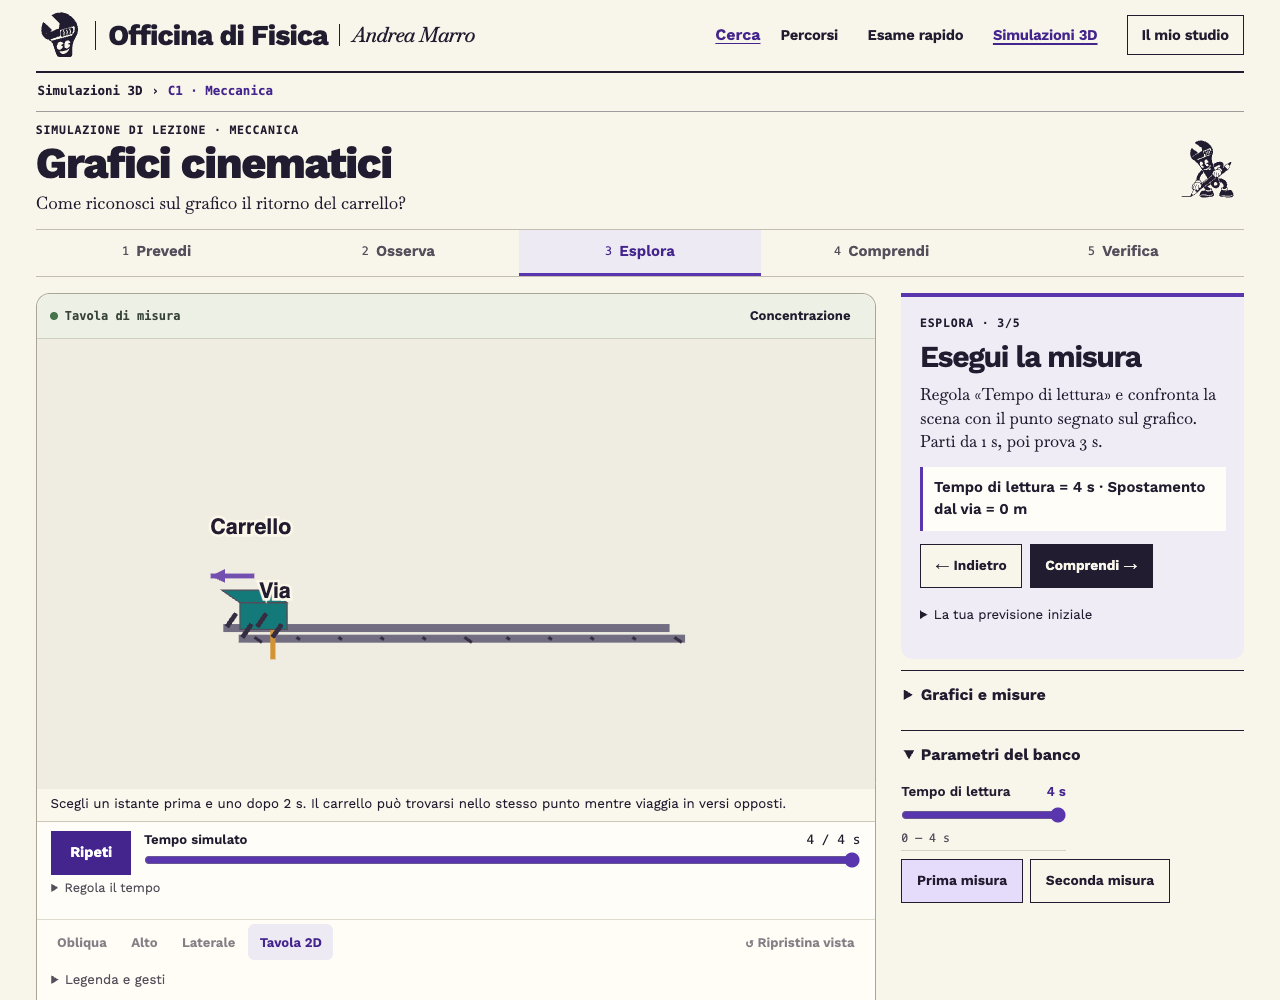 Officina di Fisica
Andrea Marro
Cerca
Percorsi
Esame rapido
Simulazioni 3D
Il mio studio
Simulazioni 3D › C1 · Meccanica
SIMULAZIONE DI LEZIONE · MECCANICA
Grafici cinematici
Come riconosci sul grafico il ritorno del carrello?
1 Prevedi
2 Osserva
3 Esplora
4 Comprendi
5 Verifica
Tavola di misura
Concentrazione
Carrello
Via
Scegli un istante prima e uno dopo 2 s. Il carrello può trovarsi nello stesso punto mentre viaggia in versi opposti.
Ripeti
Tempo simulato
4 / 4 s
Regola il tempo
Obliqua
Alto
Laterale
Tavola 2D
↺ Ripristina vista
Legenda e gesti
ESPLORA · 3/5
Esegui la misura
Regola «Tempo di lettura» e confronta la
scena con il punto segnato sul grafico.
Parti da 1 s, poi prova 3 s.
Tempo di lettura = 4 s · Spostamento
dal via = 0 m
← Indietro
Comprendi →
La tua previsione iniziale
Grafici e misure
Parametri del banco
Tempo di lettura
4 s
0 — 4 s
Prima misura
Seconda misura